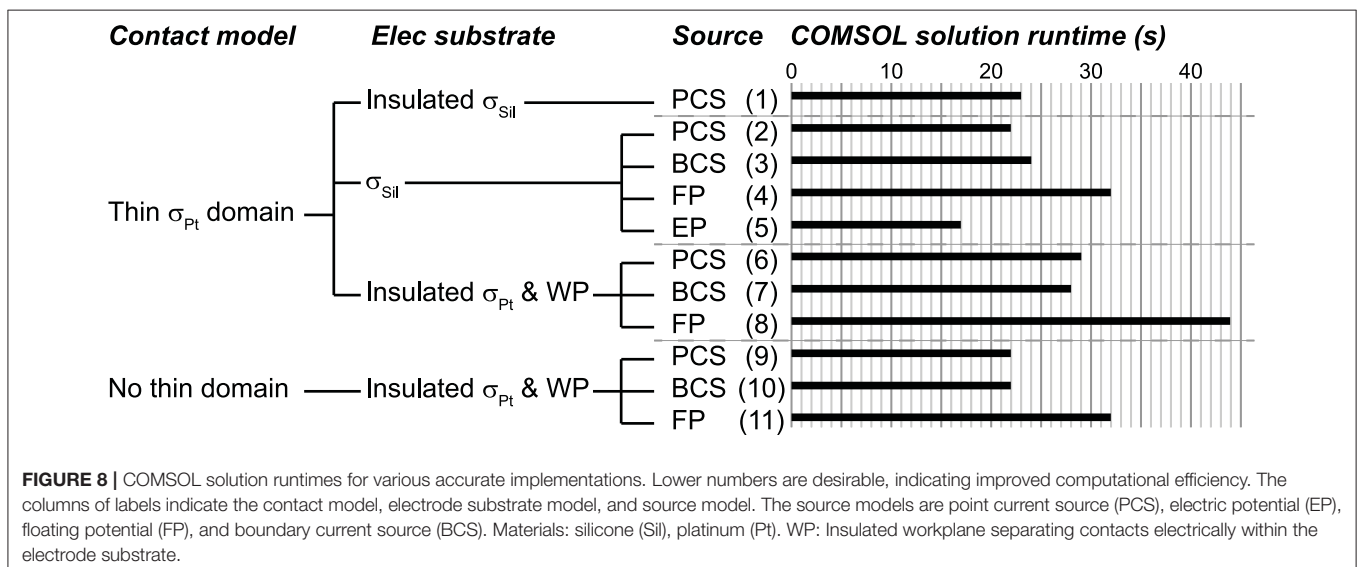 Contact model Elec substrate Source COMSOL solution runtime (s)
0 10 20 30 40
Insulated σSil PCS (1)
PCS (2)
BCS (3)
σSil
FP (4)
Thin σPt domain
EP (5)
PCS (6)
Insulated σPt & WP BCS (7)
FP (8)
PCS (9)
No thin domain Insulated σPt & WP BCS (10)
FP (11)
FIGURE 8 | COMSOL solution runtimes for various accurate implementations. Lower numbers are desirable, indicating improved computational efficiency. The
columns of labels indicate the contact model, electrode substrate model, and source model. The source models are point current source (PCS), electric potential (EP),
floating potential (FP), and boundary current source (BCS). Materials: silicone (Sil), platinum (Pt). WP: Insulated workplane separating contacts electrically within the
electrode substrate.